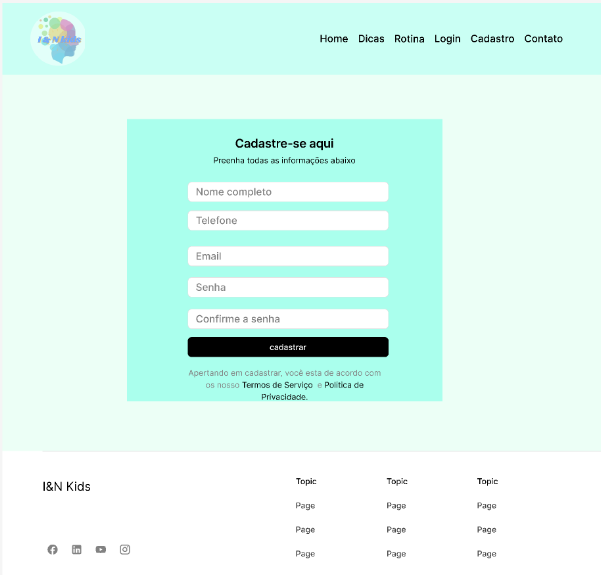 I & N Kids
Home Dicas Rotina Login Cadastro Contato
Cadastre-se aqui
Preenha todas as informações abaixo
Nome completo
Telefone
Email
Senha
Confirme a senha
cadastrar
Apertando em cadastrar, você esta de acordo com
os nosso Termos de Serviço e Politica de
Privacidade.
I&N Kids
Topic Topic Topic
Page Page Page
Page Page Page
Page Page Page